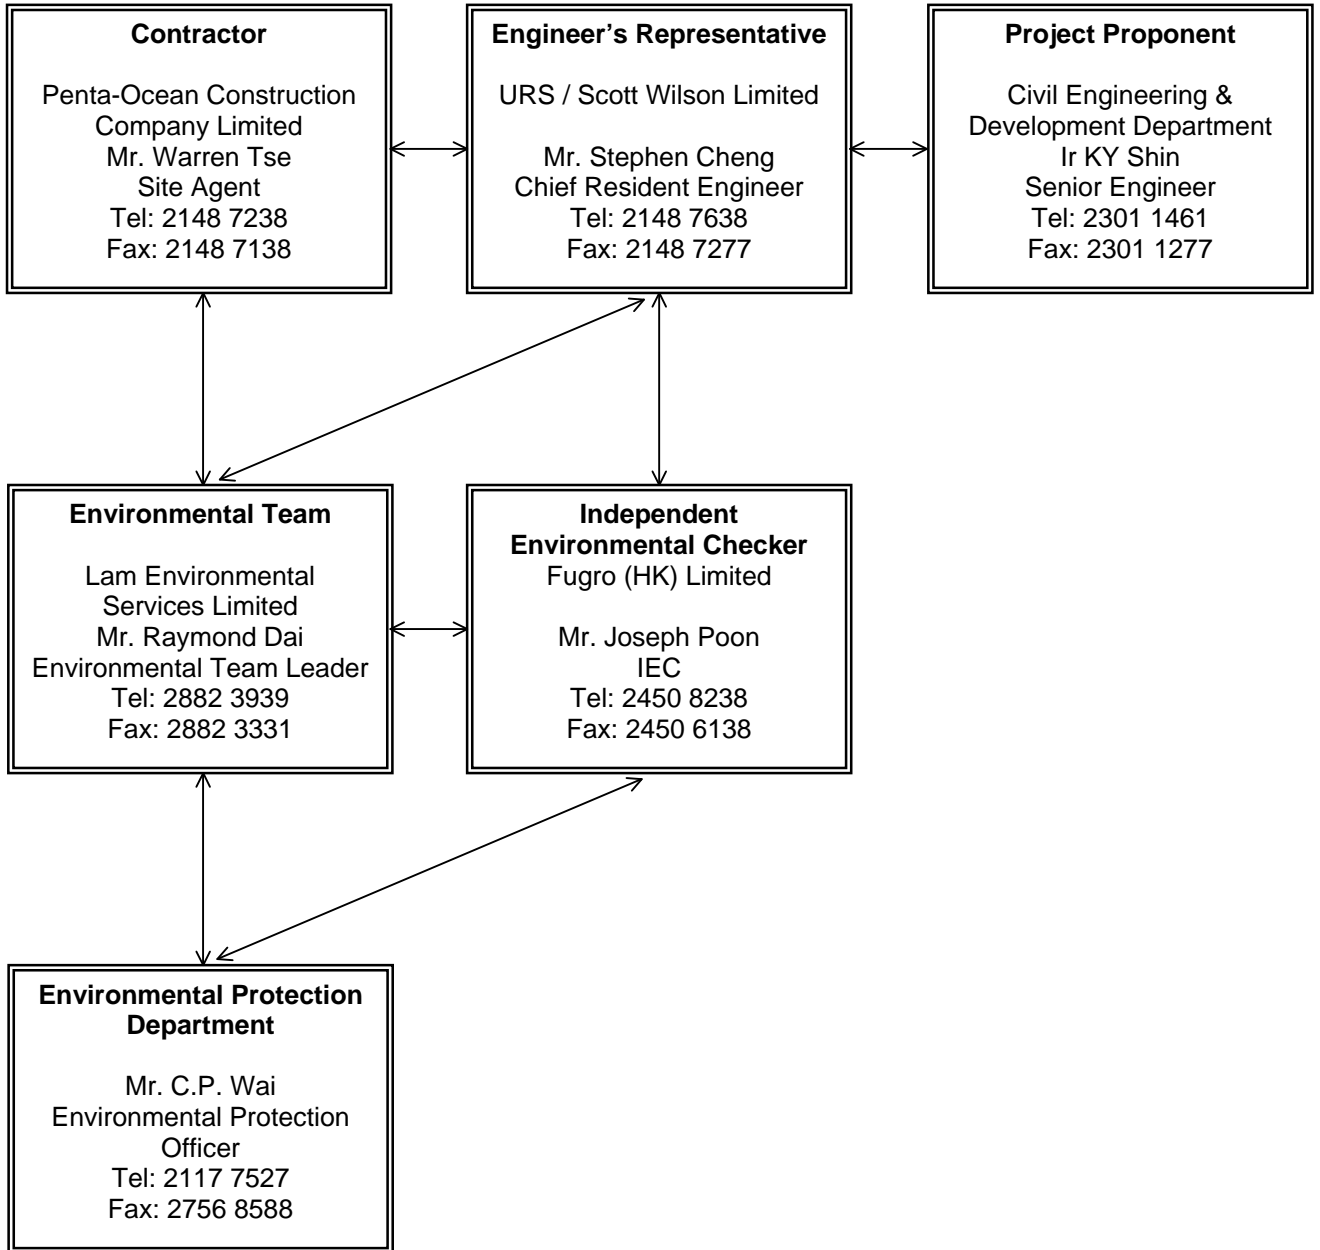 Contractor
Penta-Ocean Construction
Company Limited
Mr. Warren Tse
Site Agent
Tel: 2148 7238
Fax: 2148 7138
Engineer's Representative
URS / Scott Wilson Limited
Mr. Stephen Cheng
Chief Resident Engineer
Tel: 2148 7638
Fax: 2148 7277
Project Proponent
Civil Engineering &
Development Department
Ir KY Shin
Senior Engineer
Tel: 2301 1461
Fax: 2301 1277
Environmental Team
Lam Environmental
Services Limited
Mr. Raymond Dai
Environmental Team Leader
Tel: 2882 3939
Fax: 2882 3331
Independent
Environmental Checker
Fugro (HK) Limited
Mr. Joseph Poon
IEC
Tel: 2450 8238
Fax: 2450 6138
Environmental Protection
Department
Mr. C.P. Wai
Environmental Protection
Officer
Tel: 2117 7527
Fax: 2756 8588